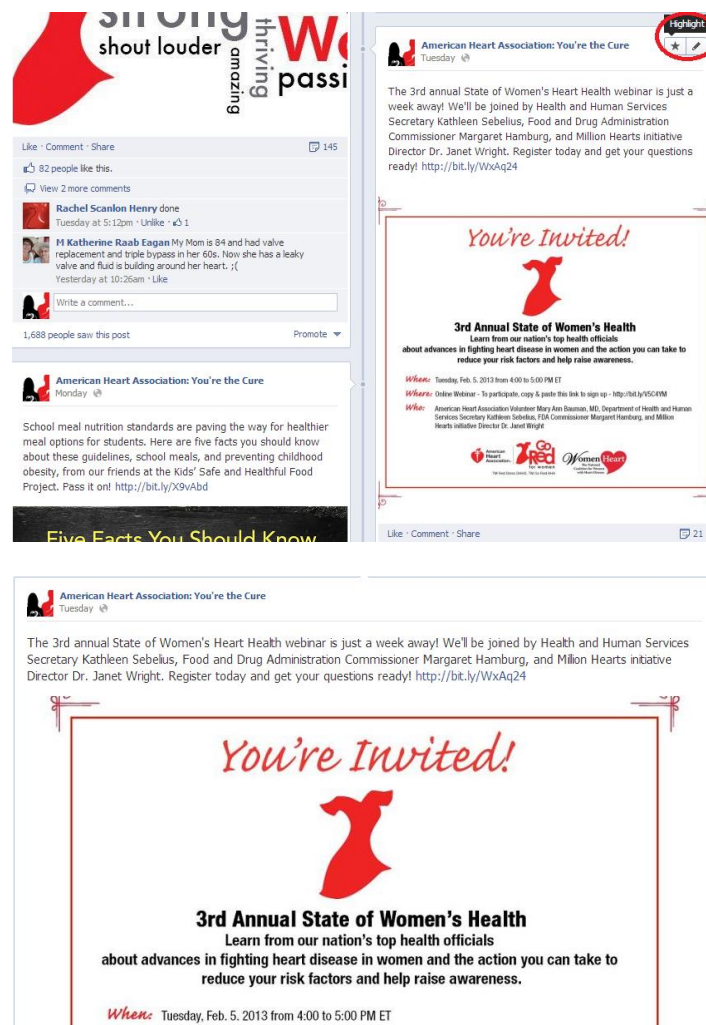 strong
shout louder
amazing
thriving
We
passi
Like · Comment · Share
145
82 people like this.
View 2 more comments
Rachel Scanlon Henry done
Tuesday at 5:12pm · Unlike · 1
M Katherine Raab Eagan My Mom is 84 and had valve
replacement and triple bypass in her 60s. Now she has a leaky
valve and fluid is building around her heart. ;(
Yesterday at 10:26am · Like
Write a comment...
1,688 people saw this post
Promote
American Heart Association: You're the Cure
Monday
School meal nutrition standards are paving the way for healthier
meal options for students. Here are five facts you should know
about these guidelines, school meals, and preventing childhood
obesity, from our friends at the Kids' Safe and Healthful Food
Project. Pass it on! http://bit.ly/X9vAbd
Five Facts You Should Know
Highlight
American Heart Association: You're the Cure
Tuesday
The 3rd annual State of Women's Heart Health webinar is just a
week away! We'll be joined by Health and Human Services
Secretary Kathleen Sebelius, Food and Drug Administration
Commissioner Margaret Hamburg, and Million Hearts initiative
Director Dr. Janet Wright. Register today and get your questions
ready! http://bit.ly/WxAq24
You're Invited!
3rd Annual State of Women's Health
Learn from our nation's top health officials
about advances in fighting heart disease in women and the action you can take to
reduce your risk factors and help raise awareness.
When: Tuesday, Feb. 5. 2013 from 4:00 to 5:00 PM ET
Where: Online Webinar - To participate, copy & paste this link to sign up - http://bit.ly/V5C4YM
Who: American Heart Association Volunteer Mary Ann Bauman, MD, Department of Health and Human
Services Secretary Kathleen Sebelius, FDA Commissioner Margaret Hamburg, and Million
Hearts initiative Director Dr. Janet Wright
American
Heart
Association
Go
Red
for women
WomenHeart
Like · Comment · Share
21
American Heart Association: You're the Cure
Tuesday
The 3rd annual State of Women's Heart Health webinar is just a week away! We'll be joined by Health and Human Services
Secretary Kathleen Sebelius, Food and Drug Administration Commissioner Margaret Hamburg, and Million Hearts initiative
Director Dr. Janet Wright. Register today and get your questions ready! http://bit.ly/WxAq24
You're Invited!
3rd Annual State of Women's Health
Learn from our nation's top health officials
about advances in fighting heart disease in women and the action you can take to
reduce your risk factors and help raise awareness.
When: Tuesday, Feb. 5. 2013 from 4:00 to 5:00 PM ET